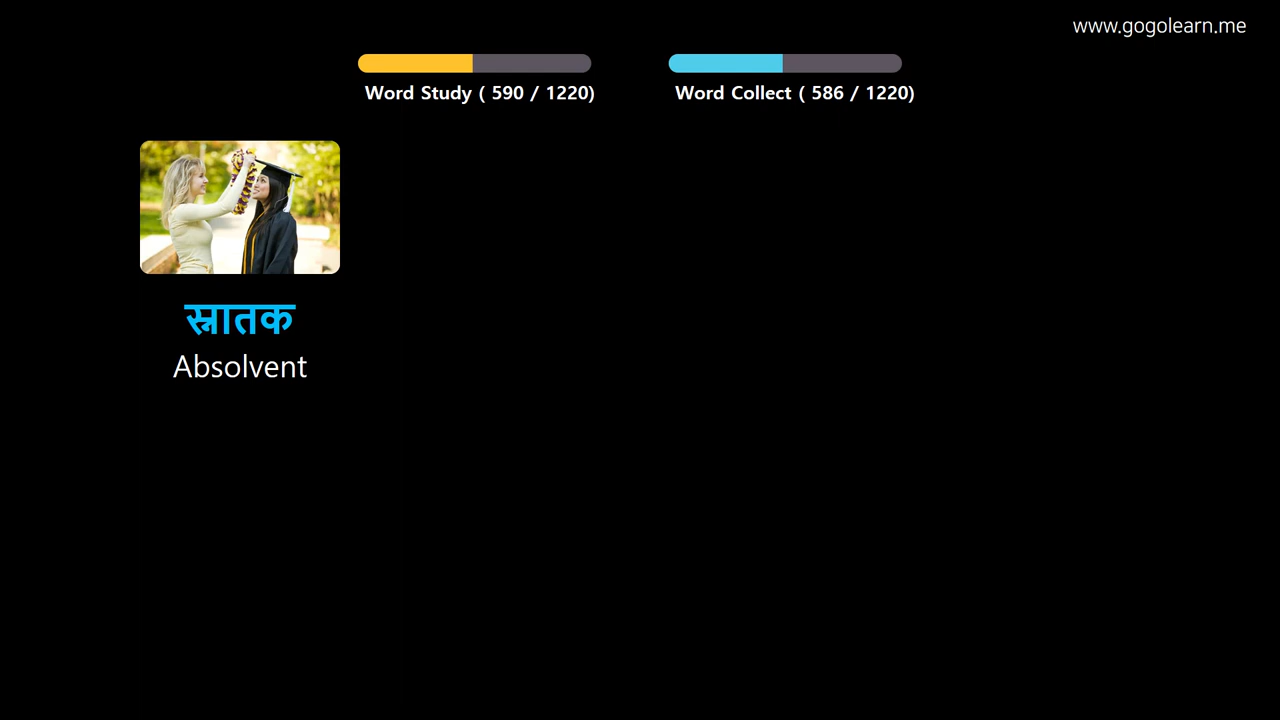 www.gogolearn.me
Word Study ( 590 / 1220)
Word Collect ( 586 / 1220)
स्नातक
Absolvent